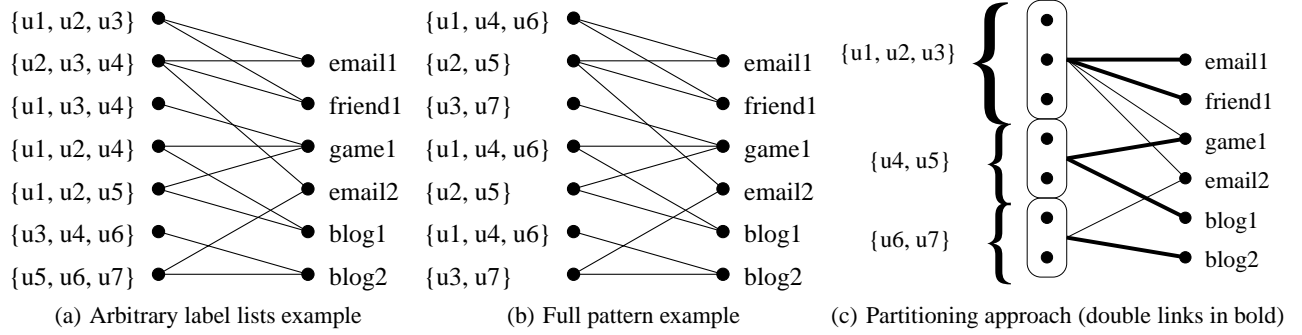 {u1, u2, u3}
{u2, u3, u4}
{u1, u3, u4}
{u1, u2, u4}
{u1, u2, u5}
{u3, u4, u6}
{u5, u6, u7}
email1
friend1
game1
email2
blog1
blog2
(a) Arbitrary label lists example
{u1, u4, u6}
{u2, u5}
{u3, u7}
{u1, u4, u6}
{u2, u5}
{u1, u4, u6}
{u3, u7}
email1
friend1
game1
email2
blog1
blog2
(b) Full pattern example
{u1, u2, u3}
{u4, u5}
{u6, u7}
email1
friend1
game1
email2
blog1
blog2
(c) Partitioning approach (double links in bold)